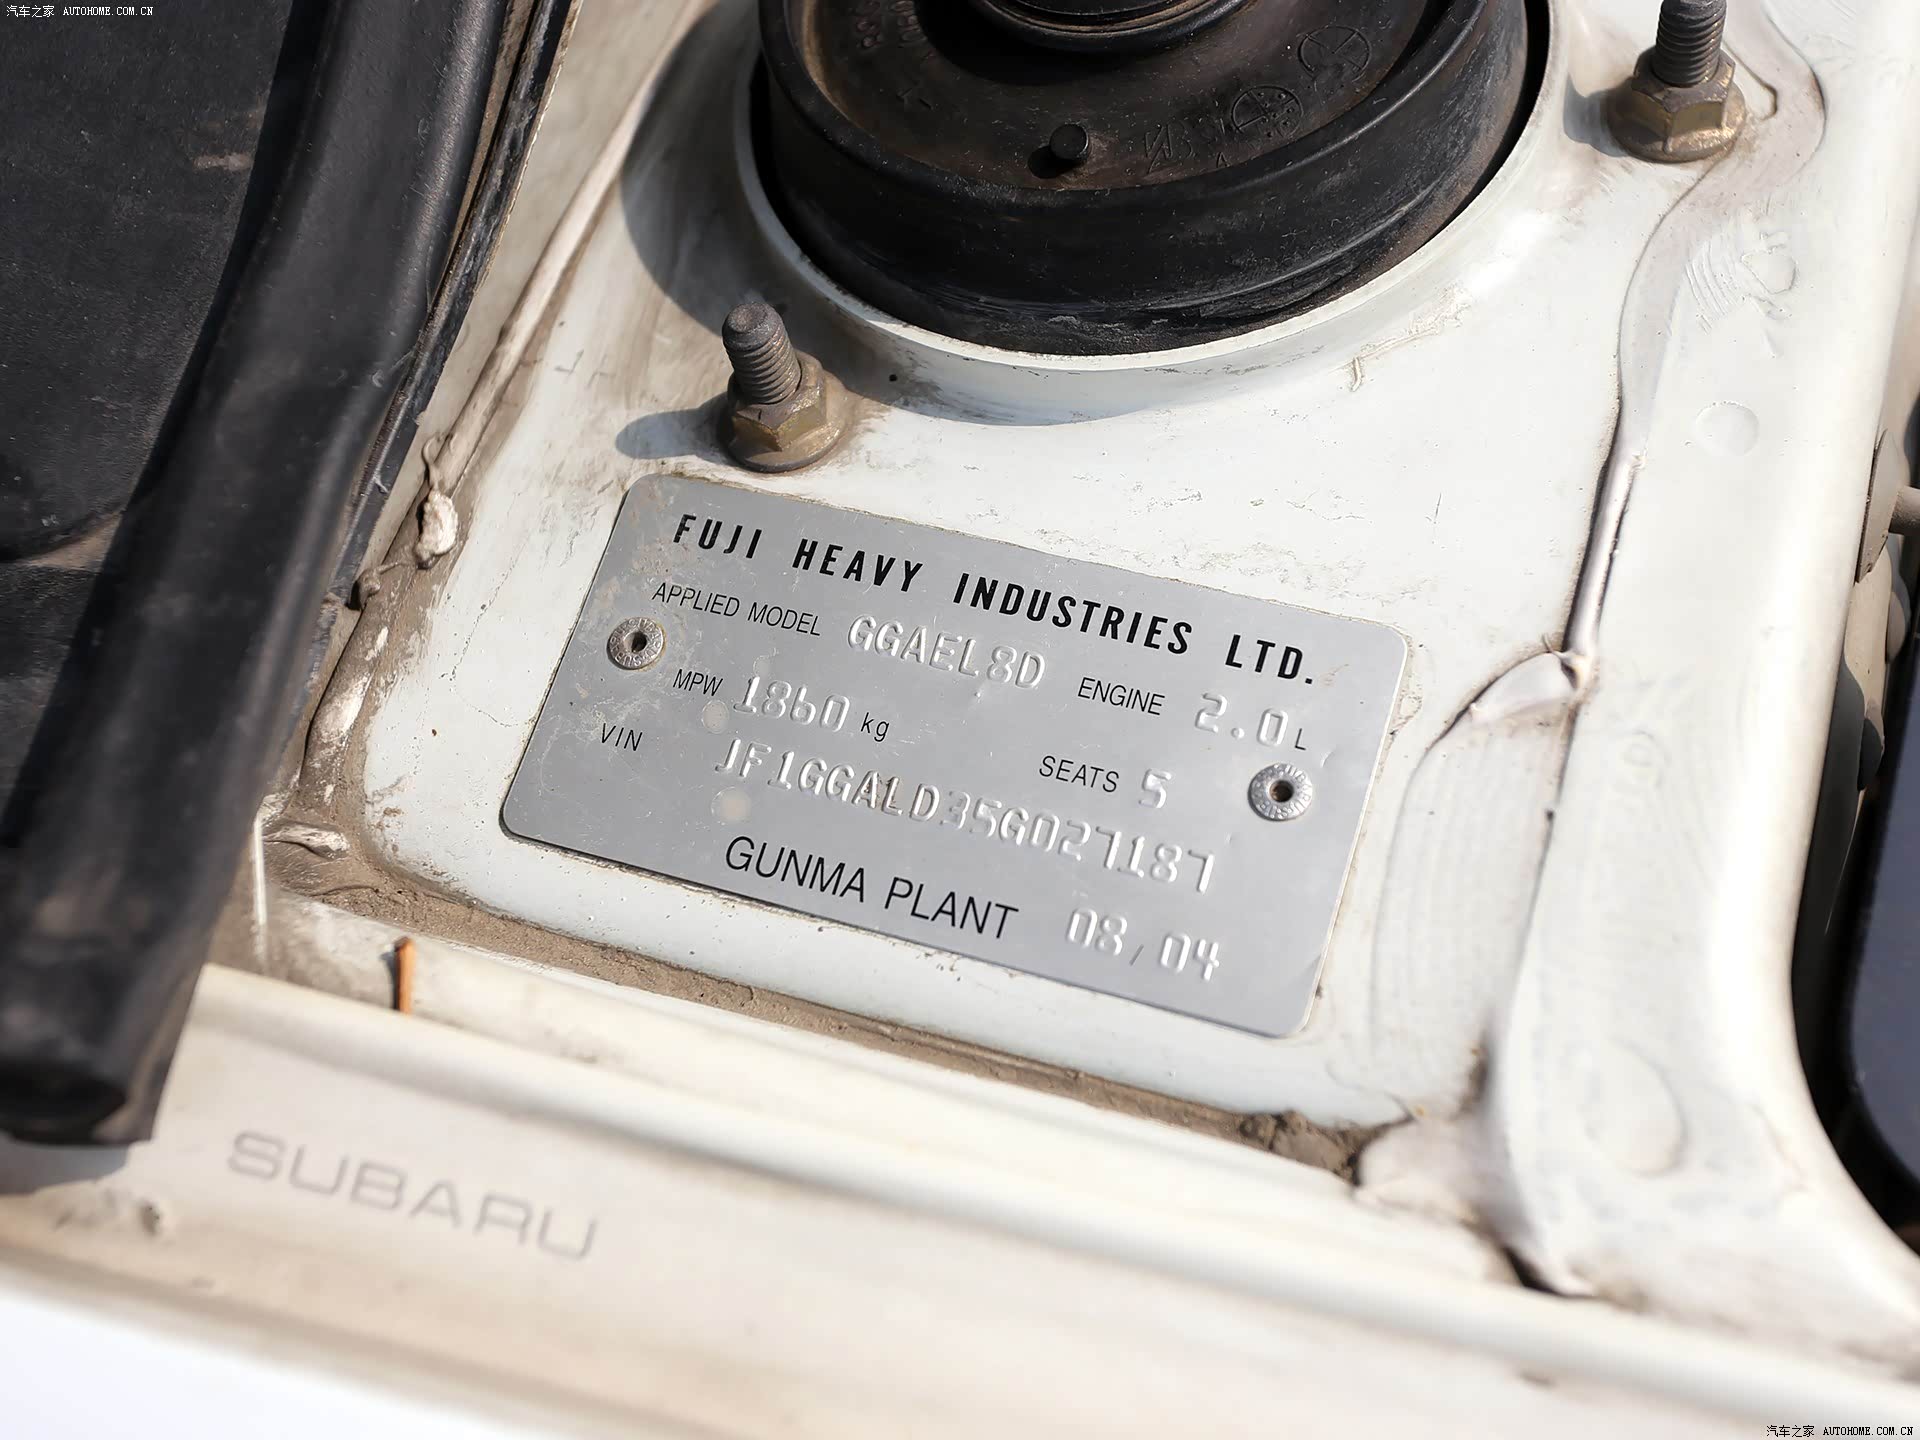 汽车之家 AUTOHOME.COM.CN
FUJI HEAVY INDUSTRIES LTD.
APPLIED MODEL GGAEL8D ENGINE 2.0 L
MPW 1860 kg SEATS 5
VIN JF1GGALD35G027187
GUNMA PLANT 08/04
SUBARU
汽车之家 AUTOHOME.COM.CN